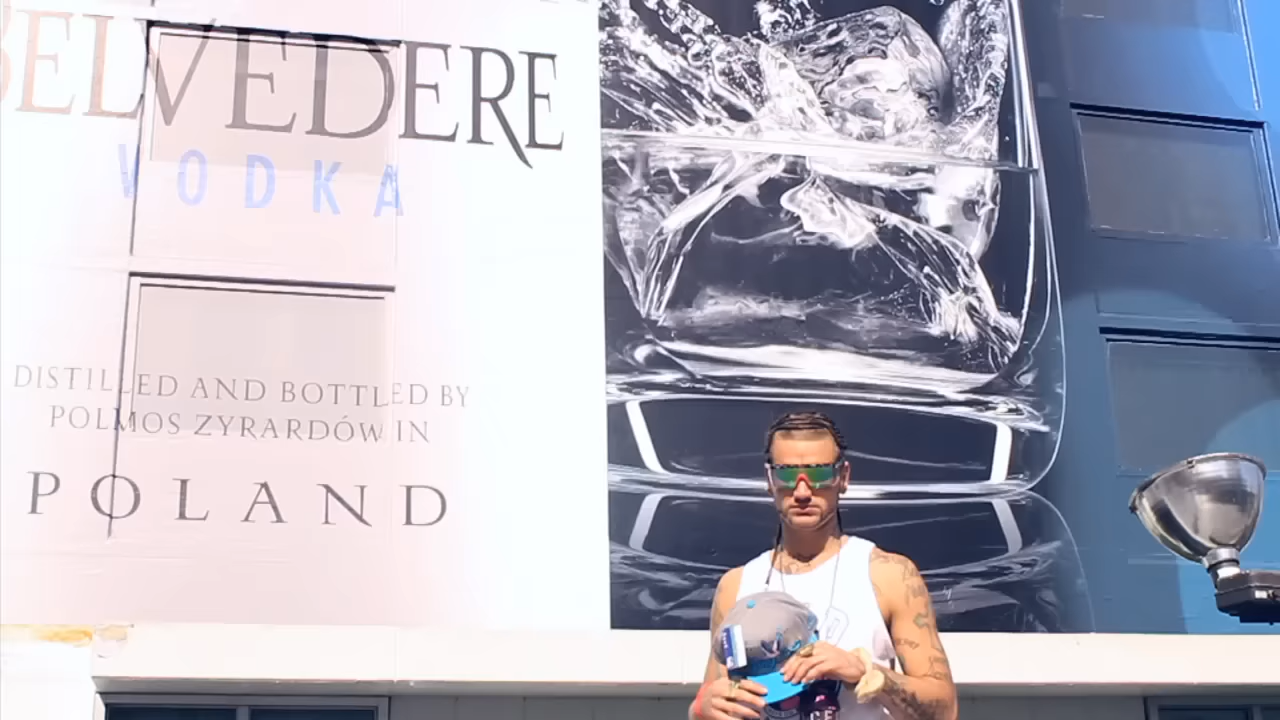 BELVEDERE
VODKA
DISTILLED AND BOTTLED BY
POLMOS ZYRARDÓW IN
POLAND